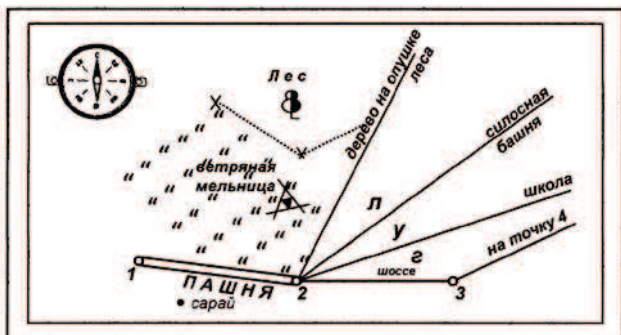 Лес
дерево на опушке
леса
силосная
башня
ветряная
мельница
школа
Л
У
Г
на точку 4
шоссе
1
2
3
ПАШНЯ
сарай